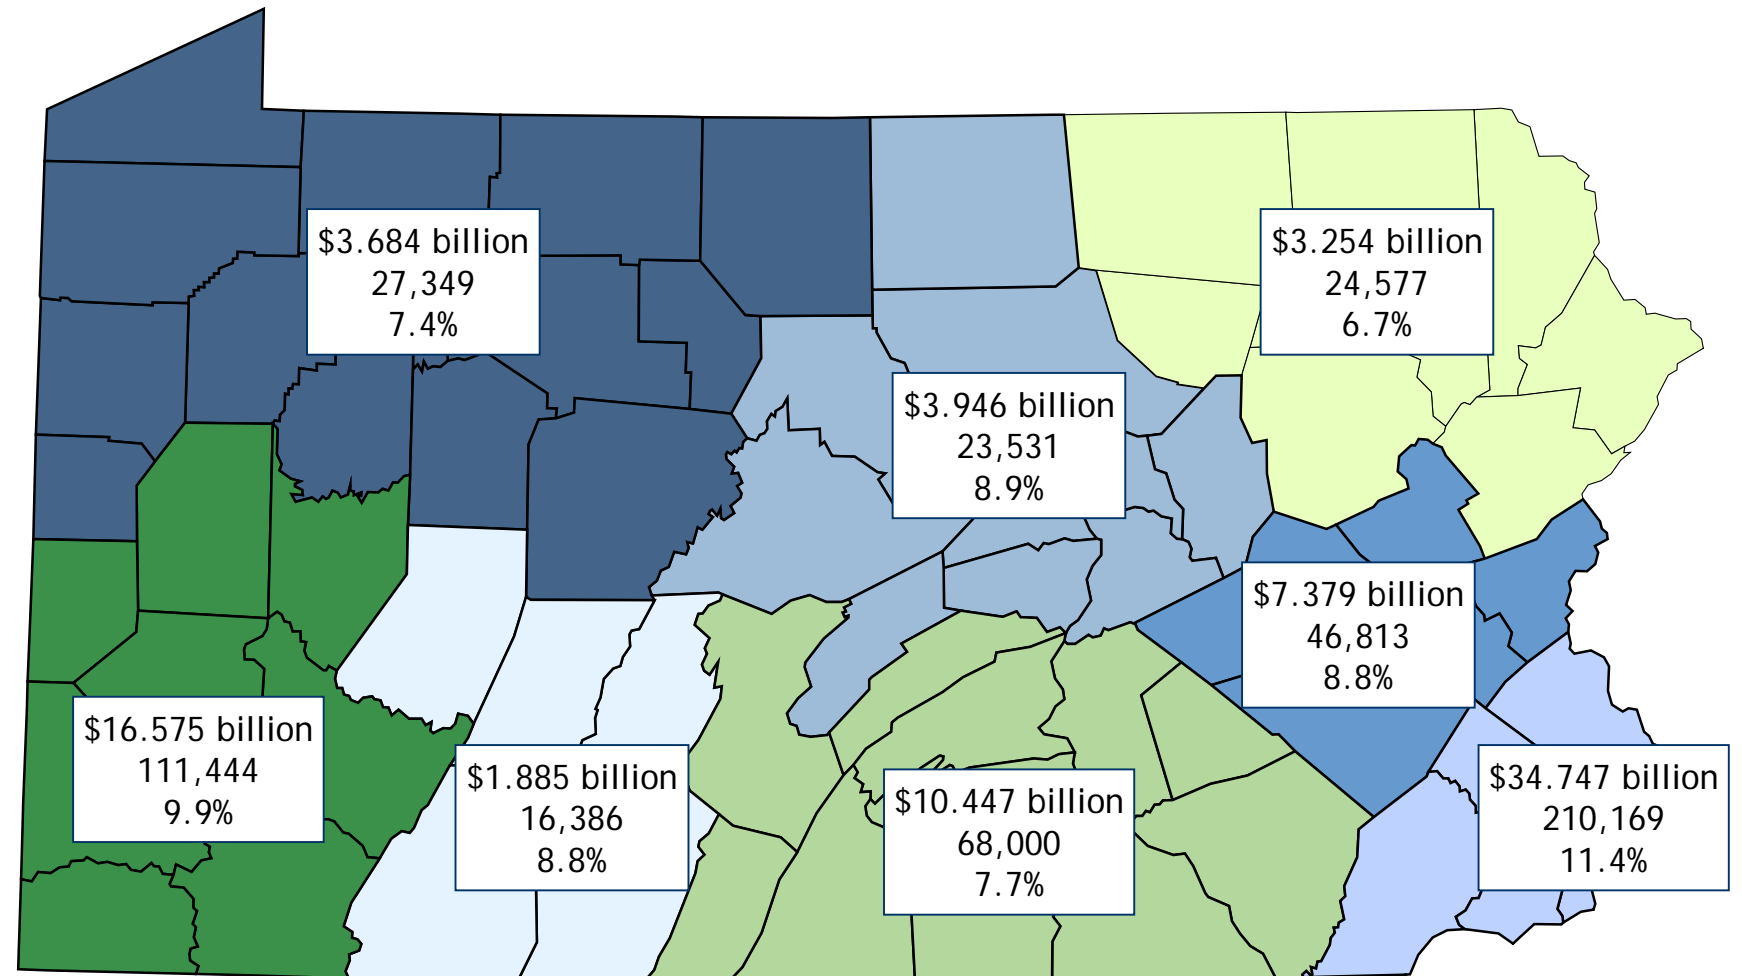 $3.684 billion
27,349
7.4%
$3.254 billion
24,577
6.7%
$3.946 billion
23,531
8.9%
$7.379 billion
46,813
8.8%
$16.575 billion
111,444
9.9%
$1.885 billion
16,386
8.8%
$10.447 billion
68,000
7.7%
$34.747 billion
210,169
11.4%